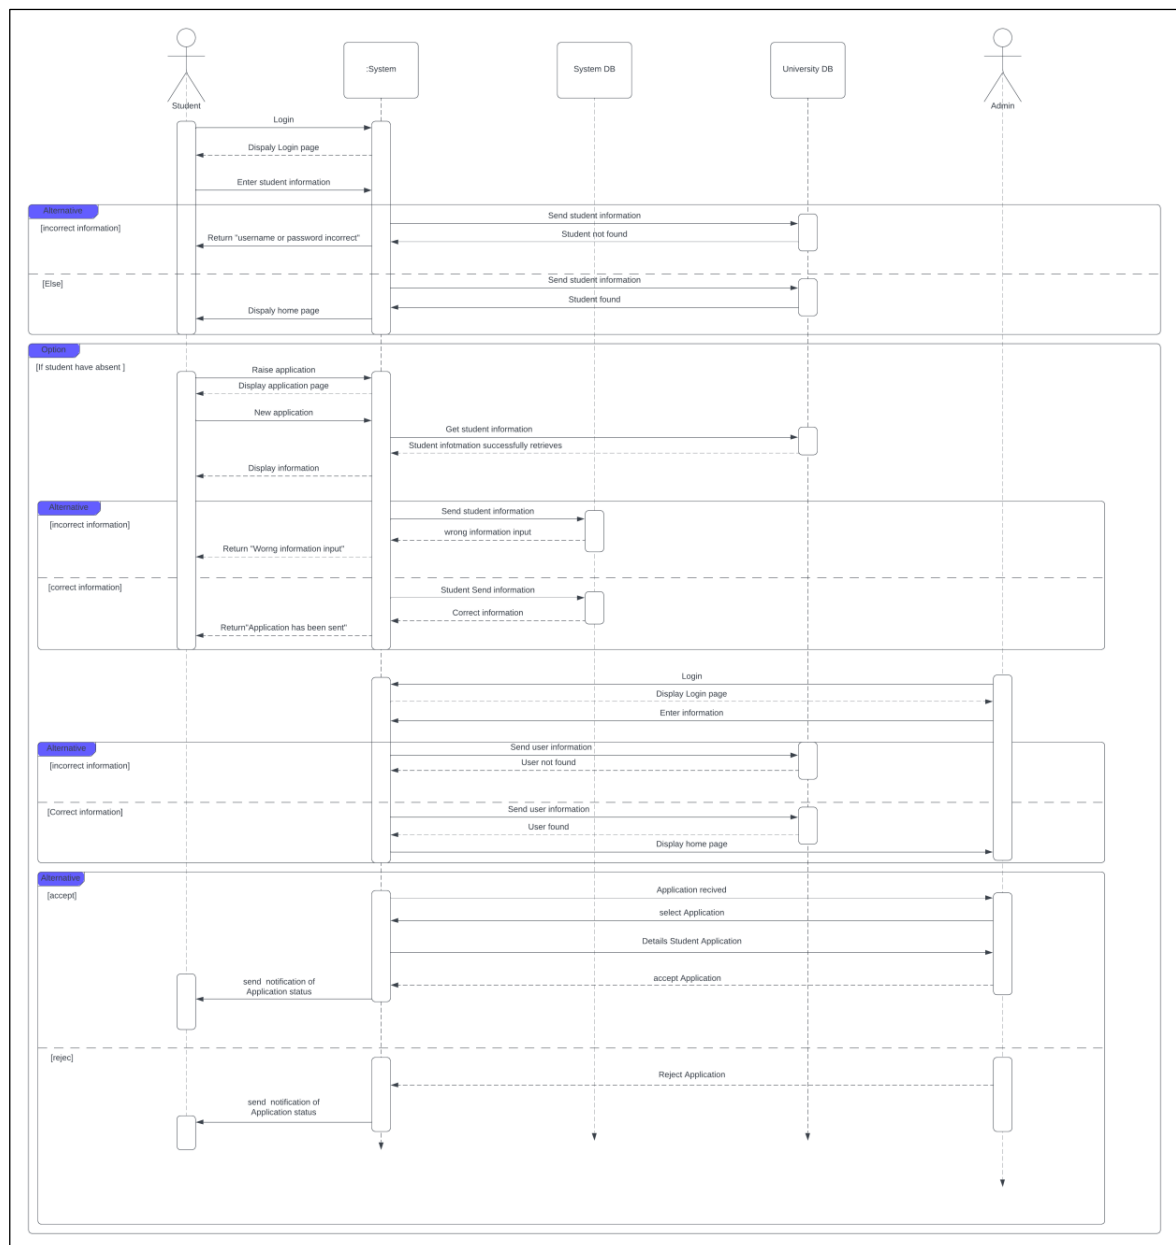 :System
System DB
University DB
Student
Admin
Login
Dispaly Login page
Enter student information
Alternative
[incorrect information]
Send student information
Student not found
Return "username or password incorrect"
[Else]
Send student information
Student found
Dispaly home page
Option
[If student have absent ]
Raise application
Display application page
New application
Get student information
Student infotmation successfully retrieves
Display information
Alternative
[incorrect information]
Send student information
wrong information input
Return "Worng information input"
[correct information]
Student Send information
Correct information
Return"Application has been sent"
Login
Display Login page
Enter information
Alternative
[incorrect information]
Send user information
User not found
[Correct information]
Send user information
User found
Display home page
Alternative
[accept]
Application recived
select Application
Details Student Application
accept Application
send notification of
Application status
[rejec]
Reject Application
send notification of
Application status